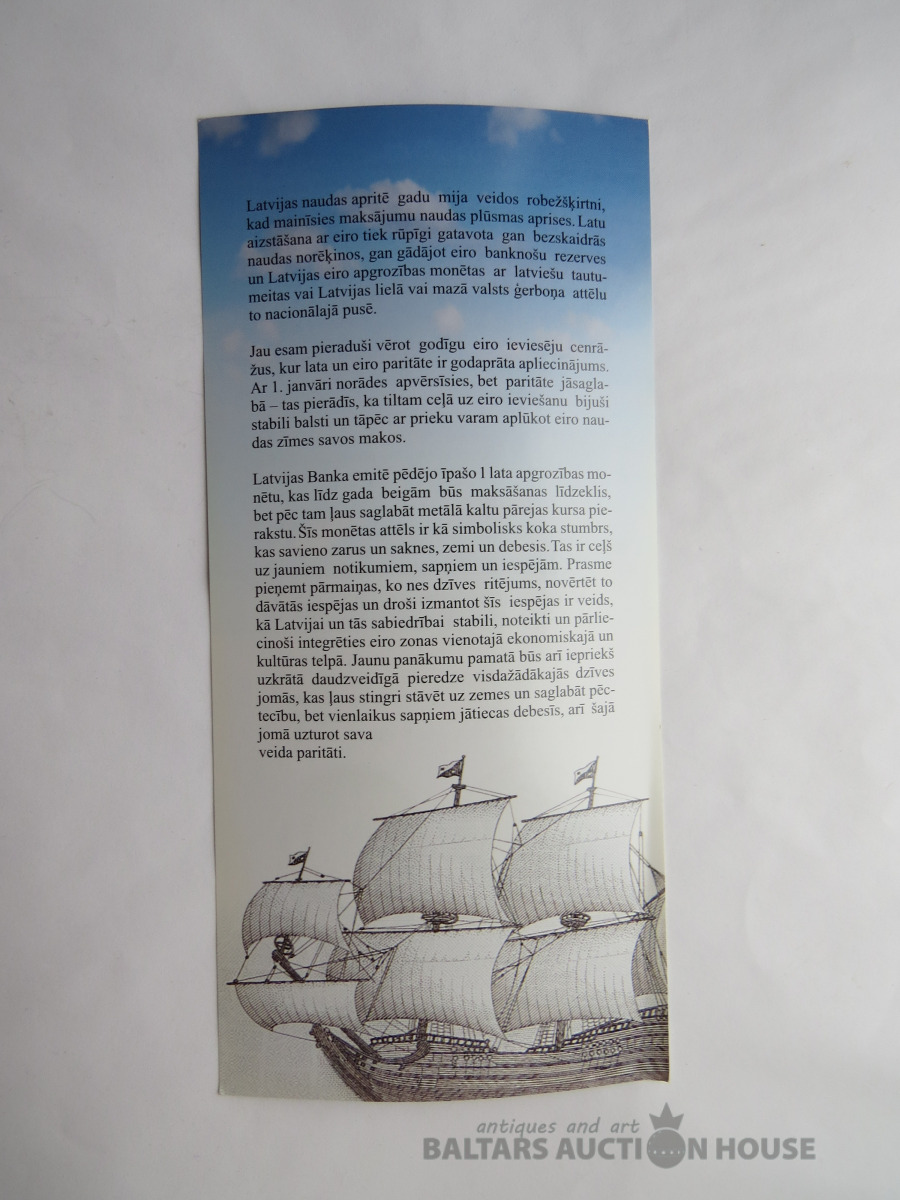 Latvijas naudas apritē gadu mija veidos robežšķirtni,
kad mainīsies maksājumu naudas plūsmas aprises. Latu
aizstāšana ar eiro tiek rūpīgi gatavota gan bezskaidrās
naudas norēķinos, gan gādājot eiro banknošu rezerves
un Latvijas eiro apgrozības monētas ar latviešu tautu-
meitas vai Latvijas lielā vai mazā valsts ģerboņa attēlu
to nacionālajā pusē.
Jau esam pieraduši vērot godīgu eiro ieviesēju cenrā-
žus, kur lata un eiro paritāte ir godaprāta apliecinājums.
Ar 1. janvāri norādes apvērsīsies, bet paritāte jāsagla-
bā – tas pierādīs, ka tiltam ceļā uz eiro ieviešanu bijuši
stabili balsti un tāpēc ar prieku varam aplūkot eiro nau-
das zīmes savos makos.
Latvijas Banka emitē pēdējo īpašo 1 lata apgrozības mo-
nētu, kas līdz gada beigām būs maksāšanas līdzeklis,
bet pēc tam ļaus saglabāt metālā kaltu pārejas kursa pie-
rakstu. Šīs monētas attēls ir kā simbolisks koka stumbrs,
kas savieno zarus un saknes, zemi un debesis. Tas ir ceļš
uz jauniem notikumiem, sapņiem un iespējām. Prasme
pieņemt pārmaiņas, ko nes dzīves ritējums, novērtēt to
dāvātās iespējas un droši izmantot šīs iespējas ir veids,
kā Latvijai un tās sabiedrībai stabili, noteikti un pārlie-
cinoši integrēties eiro zonas vienotajā ekonomiskajā un
kultūras telpā. Jaunu panākumu pamatā būs arī iepriekš
uzkrātā daudzveidīgā pieredze visdažādākajās dzīves
jomās, kas ļaus stingri stāvēt uz zemes un saglabāt pēc-
tecību, bet vienlaikus sapņiem jātiecas debesīs, arī šajā
jomā uzturot sava
veida paritāti.
antiques and art
BALTARS AUCTION HOUSE